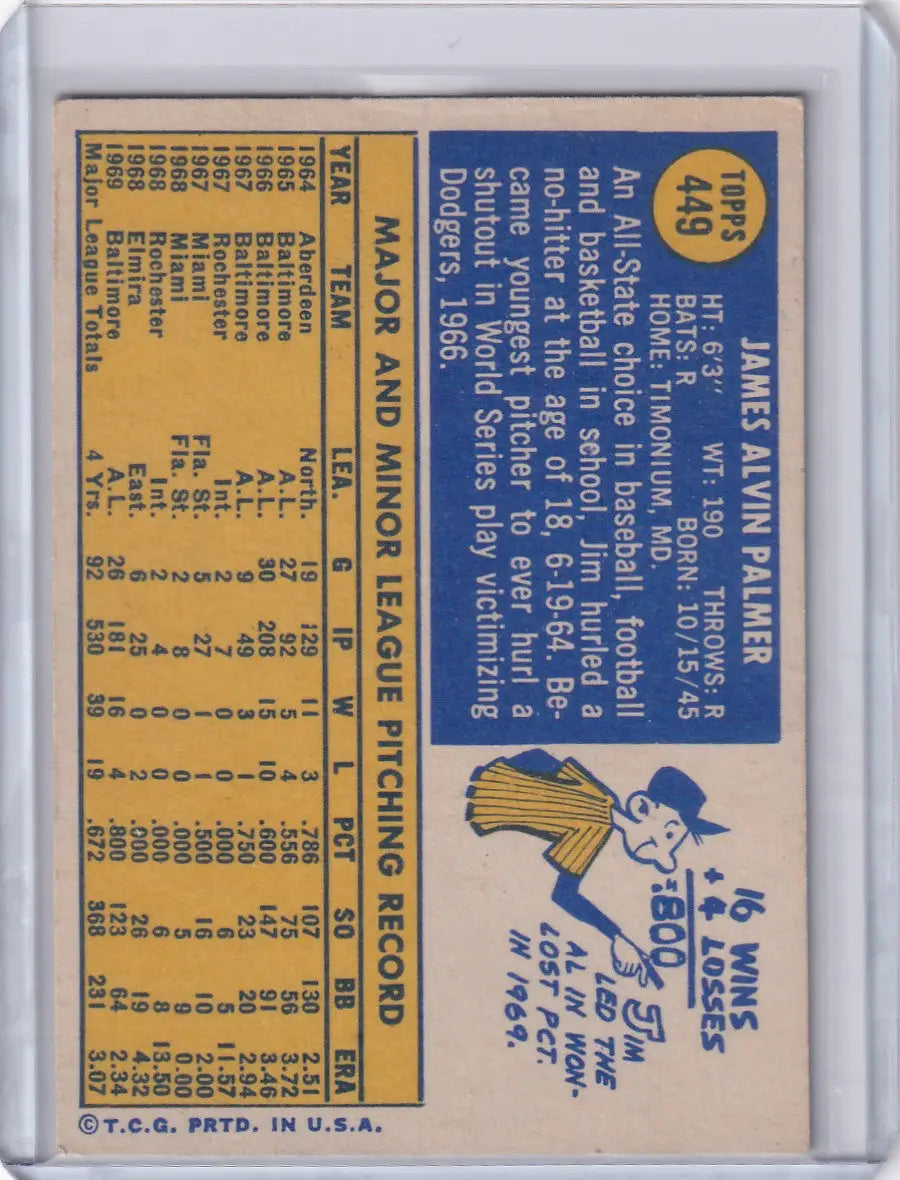 TOPPS
449
JAMES ALVIN PALMER
HT: 6'3" WT: 190 THROWS: R
BATS: R BORN: 10/15/45
HOME: TIMONIUM, MD.
An All-State choice in baseball, football
and basketball in school, Jim hurled a
no-hitter at the age of 18, 6-19-64. Be-
came youngest pitcher to ever hurl a
shutout in World Series play victimizing
Dodgers, 1966.
16 WINS
+ 4 LOSSES
=.800
JIM
LED THE
AL IN WON-
LOST PCT.
IN 1969.
MAJOR AND MINOR LEAGUE PITCHING RECORD
YEAR TEAM LEA. G IP W L PCT SO BB ERA
1964 Aberdeen North. 19 129 11 3 .786 107 130 2.51
1965 Baltimore A.L. 27 92 5 4 .556 75 56 3.72
1966 Baltimore A.L. 30 208 15 10 .600 147 91 3.46
1967 Baltimore A.L. 9 49 3 1 .750 23 20 2.94
1967 Rochester Int. 2 7 0 0 .000 6 5 11.57
1967 Miami Fla. St. 5 27 1 1 .500 16 10 2.00
1968 Miami Fla. St. 2 8 0 0 .000 5 9 0.00
1968 Rochester Int. 2 4 0 0 .000 6 8 13.50
1968 Elmira East. 6 25 0 2 .000 26 19 4.32
1969 Baltimore A.L. 26 181 16 4 .800 123 64 2.34
Major League Totals 4 Yrs. 92 530 39 19 .672 368 231 3.07
© T.C.G. PRTD. IN U.S.A.